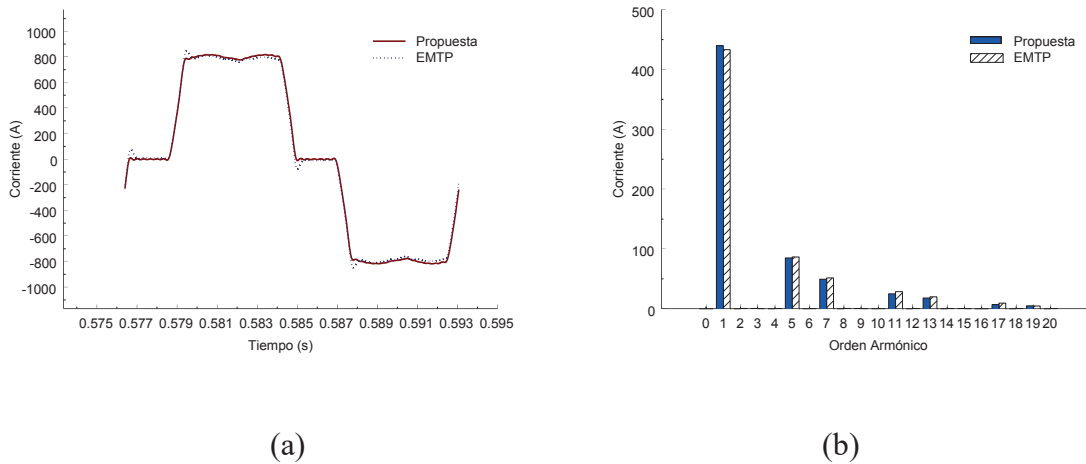 1000
800
600
400
200
0
-200
-400
-600
-800
-1000
Corriente (A)
Propuesta
EMTP
0.575 0.577 0.579 0.581 0.583 0.585 0.587 0.589 0.591 0.593 0.595
Tiempo (s)
(a)
500
400
300
200
100
0
Corriente (A)
Propuesta
EMTP
0 1 2 3 4 5 6 7 8 9 10 11 12 13 14 15 16 17 18 19 20
Orden Armónico
(b)